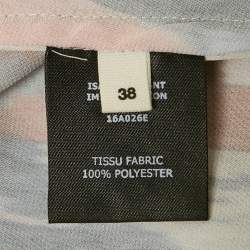 38
16A026E
TISSU FABRIC
100% POLYESTER